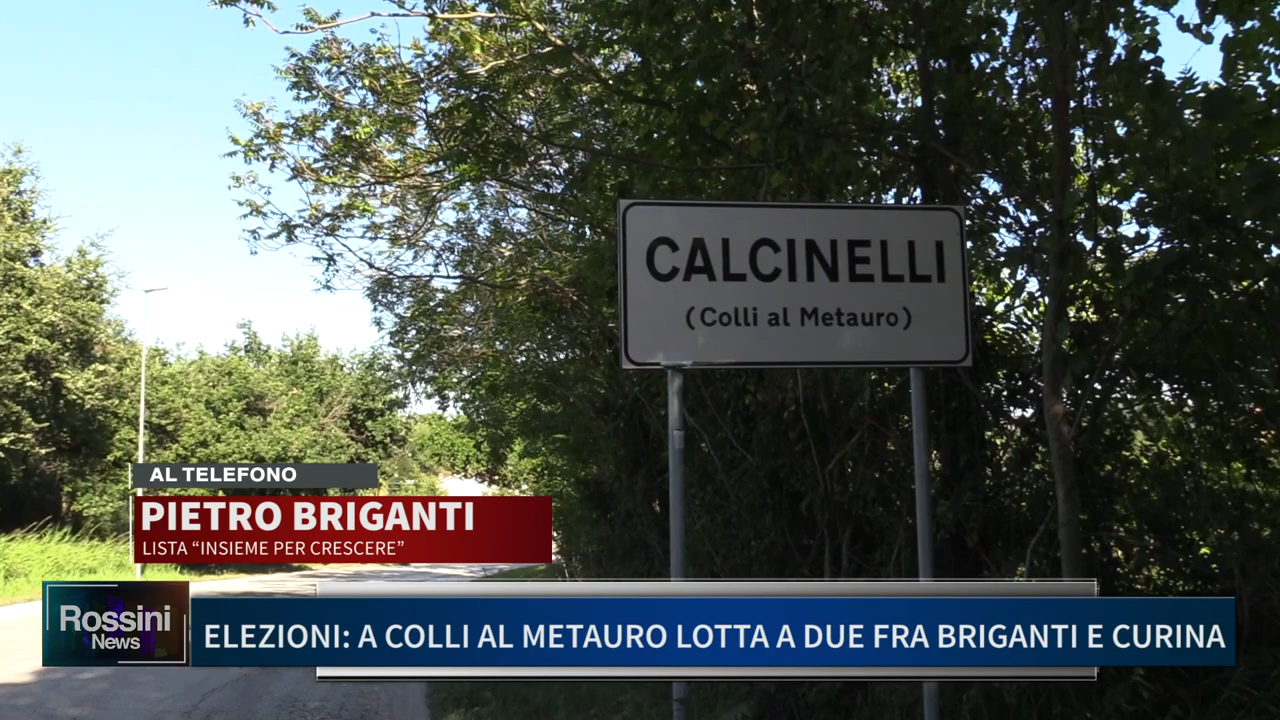 CALCINELLI
(Colli al Metauro)
AL TELEFONO
PIETRO BRIGANTI
LISTA “INSIEME PER CRESCERE”
Rossini
News
ELEZIONI: A COLLI AL METAURO LOTTA A DUE FRA BRIGANTI E CURINA